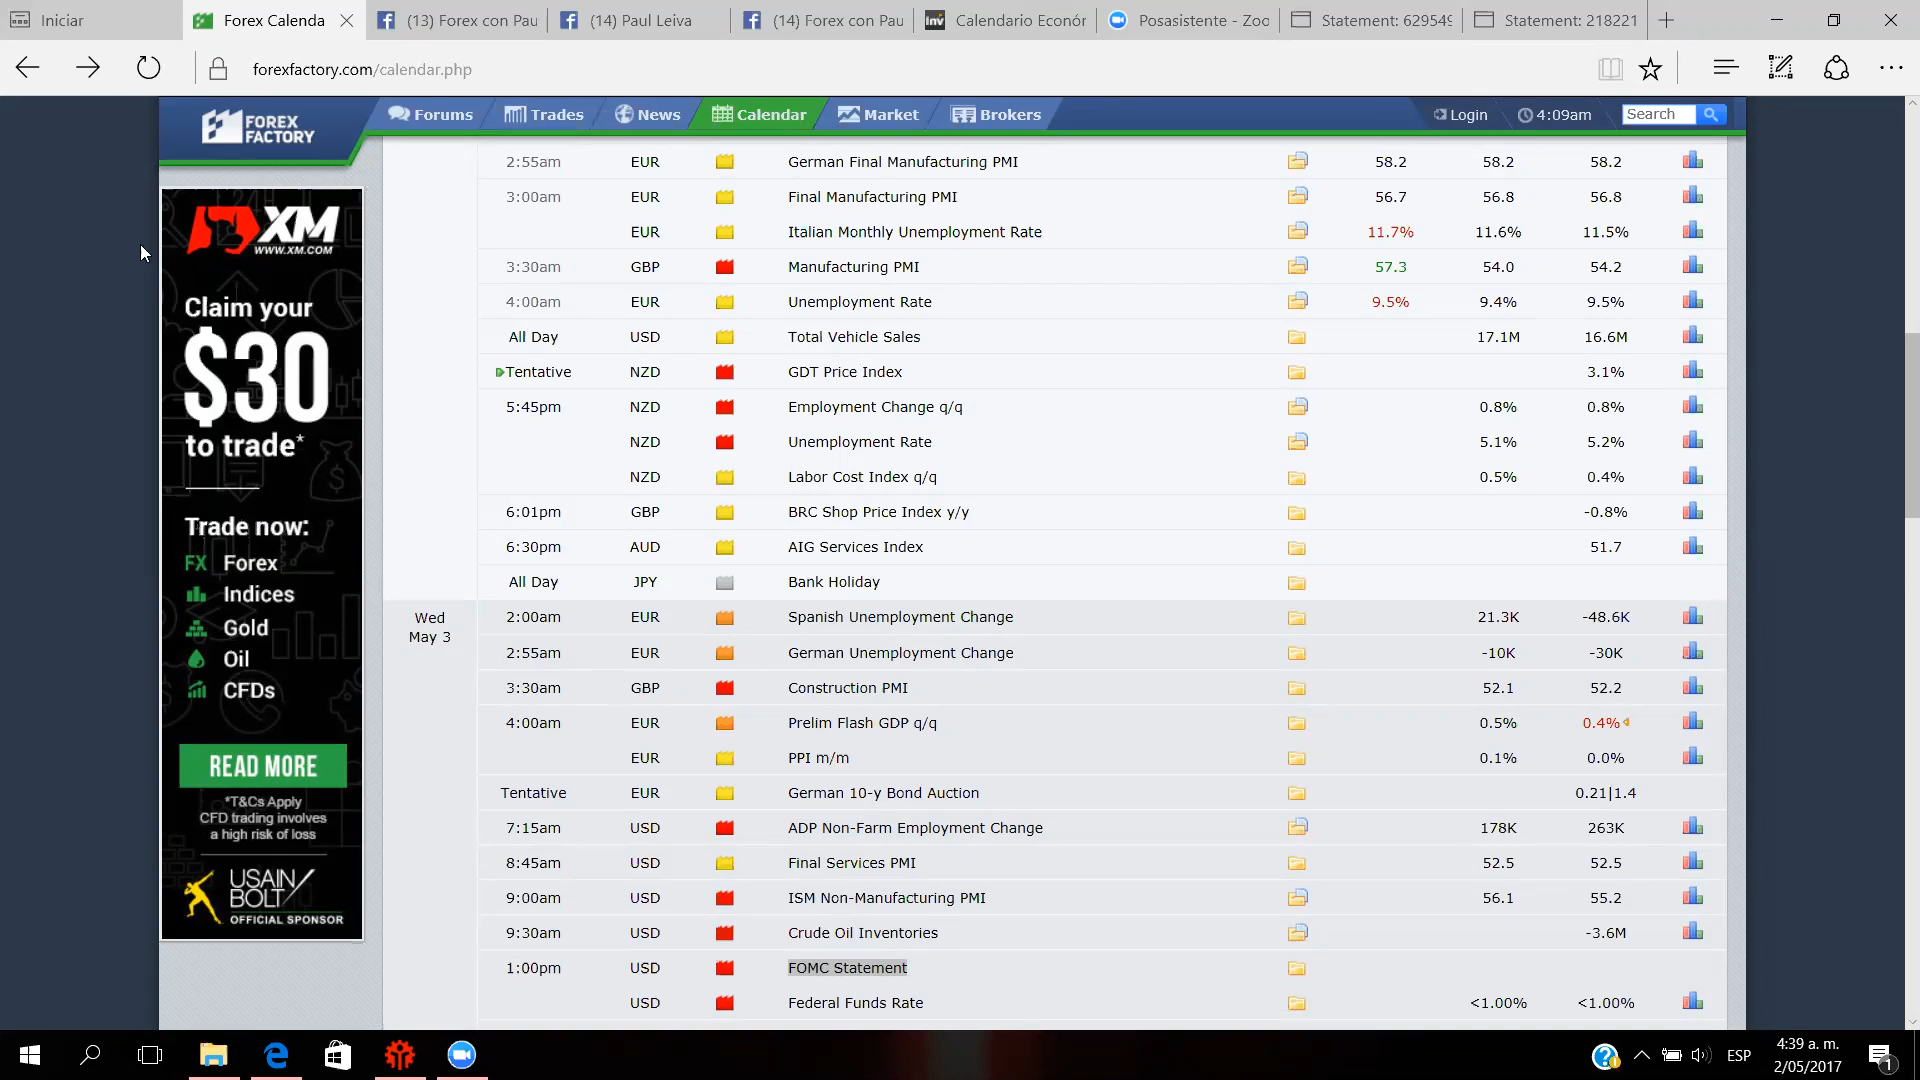 Iniciar
Forex Calenda
(13) Forex con Pau
(14) Paul Leiva
(14) Forex con Pau
Calendario Económ
Posasistente - Zoo
Statement: 629549
Statement: 218221
forexfactory.com/calendar.php
FOREX FACTORY
Forums
Trades
News
Calendar
Market
Brokers
Login
4:09am
Search
2:55am EUR German Final Manufacturing PMI 58.2 58.2 58.2
3:00am EUR Final Manufacturing PMI 56.7 56.8 56.8
EUR Italian Monthly Unemployment Rate 11.7% 11.6% 11.5%
3:30am GBP Manufacturing PMI 57.3 54.0 54.2
4:00am EUR Unemployment Rate 9.5% 9.4% 9.5%
All Day USD Total Vehicle Sales 17.1M 16.6M
Tentative NZD GDT Price Index 3.1%
5:45pm NZD Employment Change q/q 0.8% 0.8%
NZD Unemployment Rate 5.1% 5.2%
NZD Labor Cost Index q/q 0.5% 0.4%
6:01pm GBP BRC Shop Price Index y/y -0.8%
6:30pm AUD AIG Services Index 51.7
All Day JPY Bank Holiday
Wed May 3
2:00am EUR Spanish Unemployment Change 21.3K -48.6K
2:55am EUR German Unemployment Change -10K -30K
3:30am GBP Construction PMI 52.1 52.2
4:00am EUR Prelim Flash GDP q/q 0.5% 0.4%
EUR PPI m/m 0.1% 0.0%
Tentative EUR German 10-y Bond Auction 0.21|1.4
7:15am USD ADP Non-Farm Employment Change 178K 263K
8:45am USD Final Services PMI 52.5 52.5
9:00am USD ISM Non-Manufacturing PMI 56.1 55.2
9:30am USD Crude Oil Inventories -3.6M
1:00pm USD FOMC Statement
USD Federal Funds Rate <1.00% <1.00%
XM
WWW.XM.COM
Claim your
$30
to trade*
Trade now:
FX Forex
Indices
Gold
Oil
CFDs
READ MORE
*T&Cs Apply
CFD trading involves
a high risk of loss
USAIN
BOLT
OFFICIAL SPONSOR
ESP
4:39 a. m.
2/05/2017
1